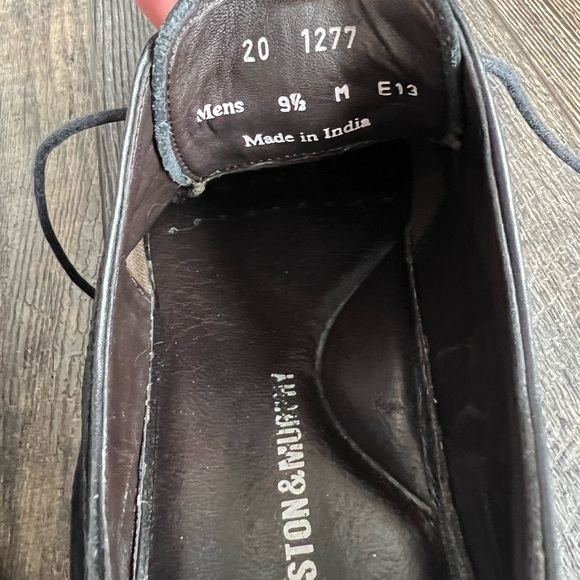 20 1277
Mens 9½ M E13
Made in India
STON&MURPHY